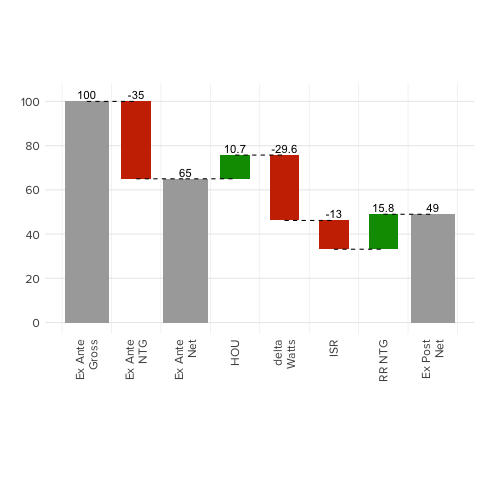 100
-35
65
10.7
-29.6
-13
15.8
49
100
80
60
40
20
0
Ex Ante
Gross
Ex Ante
NTG
Ex Ante
Net
HOU
delta
Watts
ISR
RR NTG
Ex Post
Net